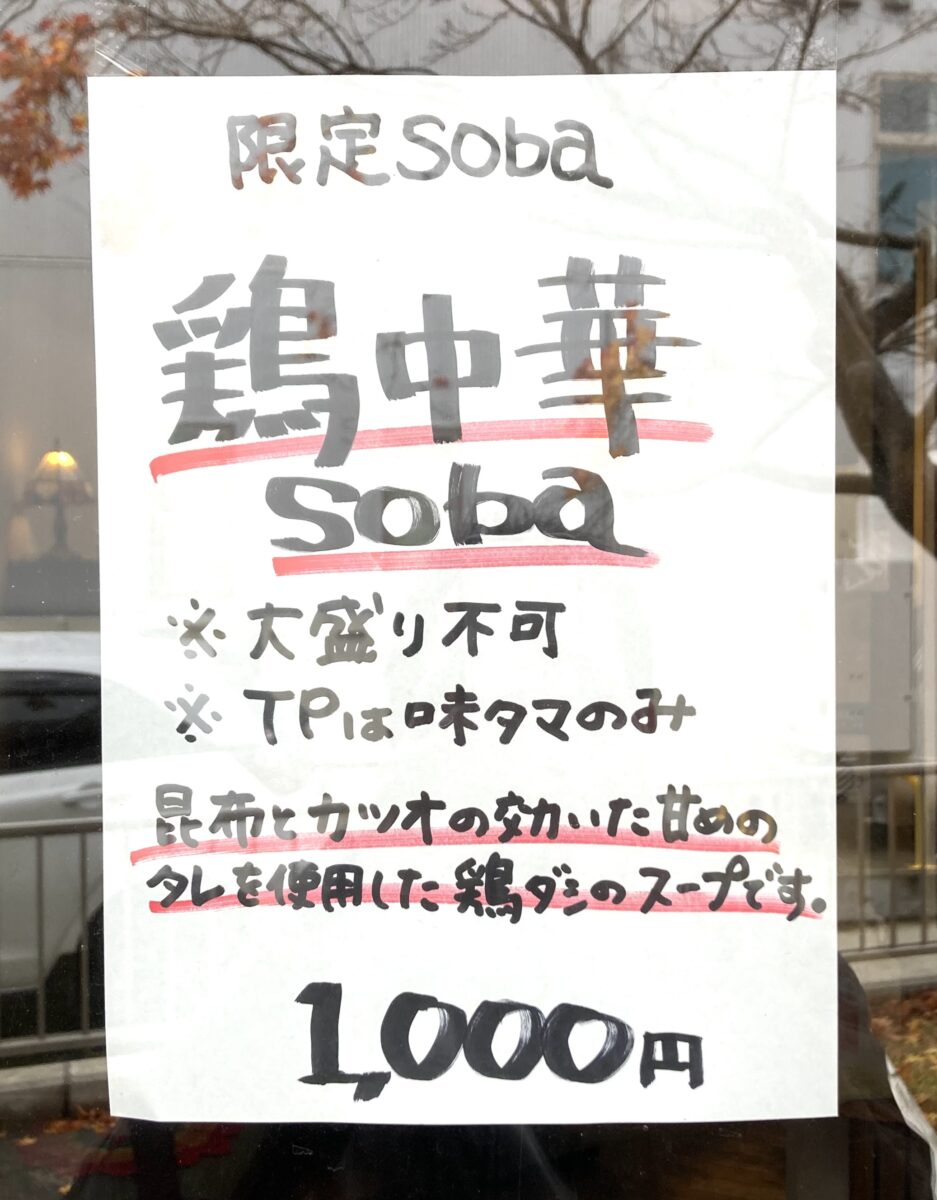 限定soba
鶏中華
soba
※大盛り不可
※TPは味タマのみ
昆布とカツオの効いた甘めの
タレを使用した鶏ダシのスープです。
1,000円